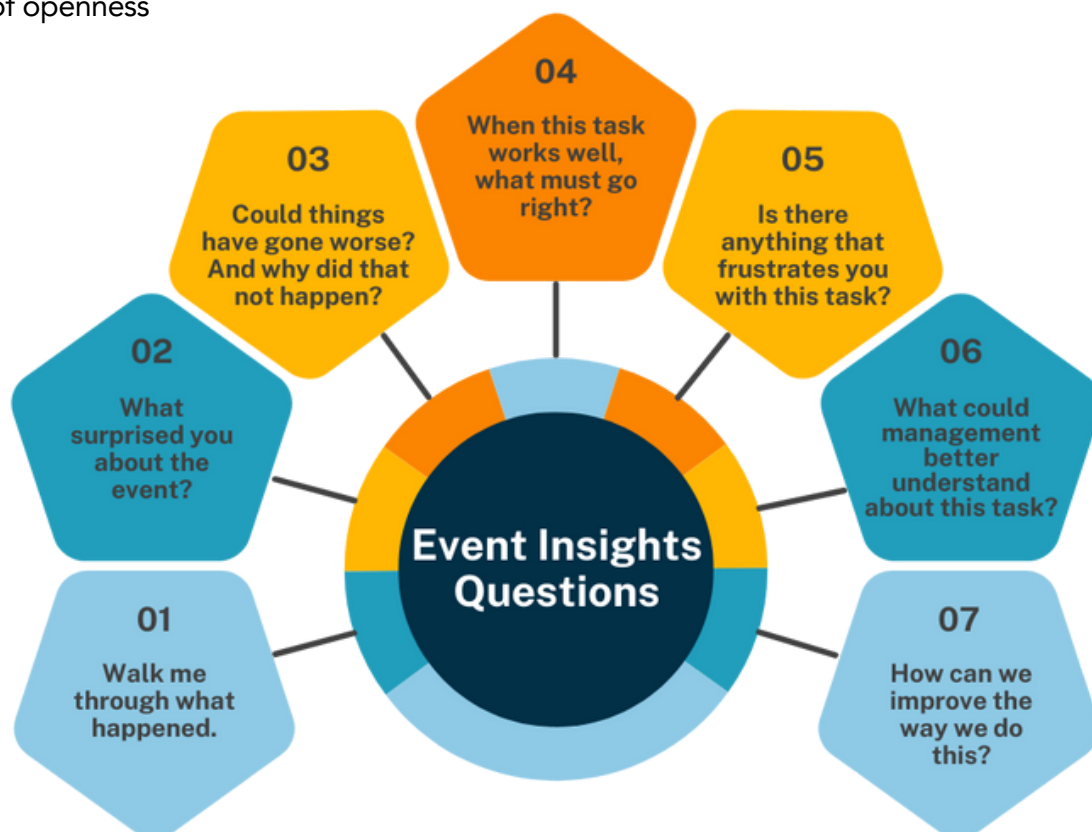 of openness
01
Walk me
through what
happened.
02
What
surprised you
about the
event?
03
Could things
have gone worse?
And why did that
not happen?
04
When this task
works well,
what must go
right?
05
Is there
anything that
frustrates you
with this task?
06
What could
management
better
understand
about this task?
07
How can we
improve the
way we do
this?
Event Insights
Questions